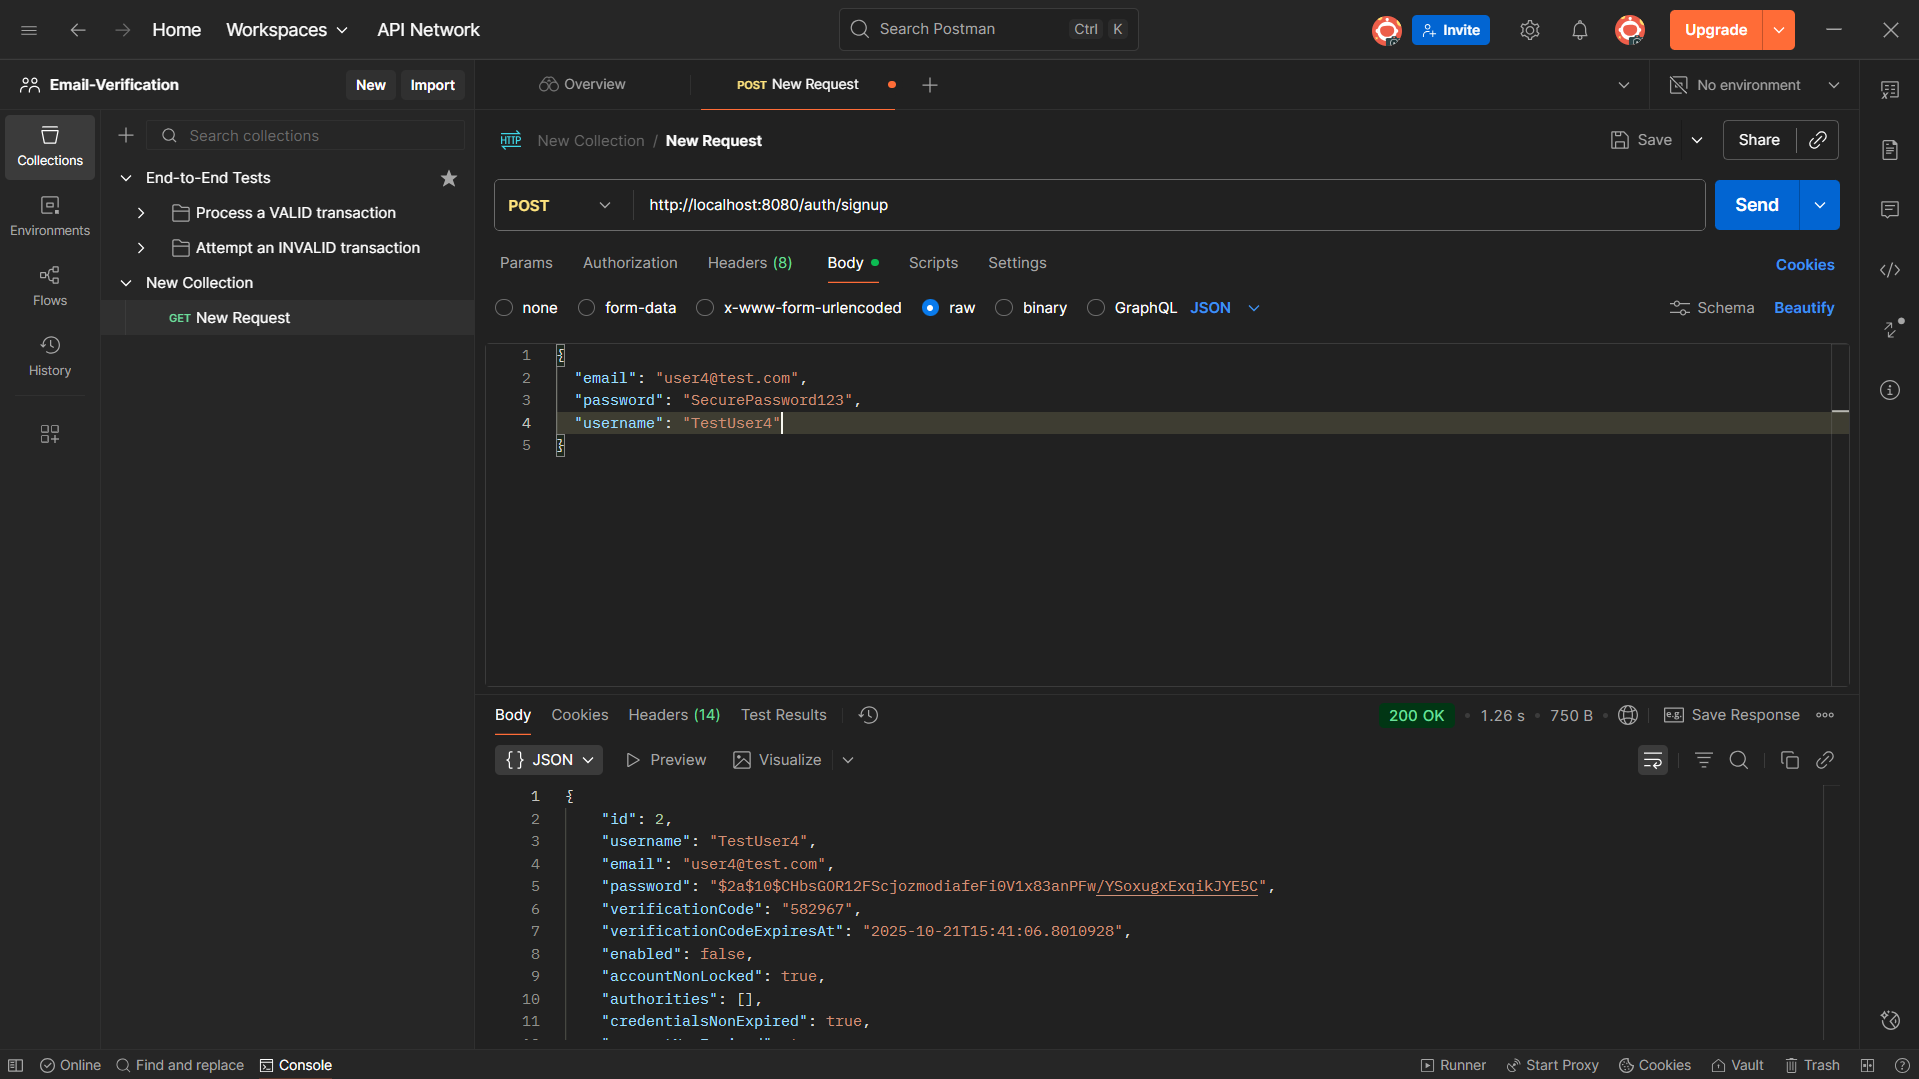 Home
Workspaces
API Network
Search Postman
Ctrl K
Invite
Upgrade
Email-Verification
New
Import
Overview
POST New Request
No environment
Collections
Environments
Flows
History
Search collections
End-to-End Tests
Process a VALID transaction
Attempt an INVALID transaction
New Collection
GET New Request
HTTP
New Collection / New Request
Save
Share
POST
http://localhost:8080/auth/signup
Send
Params
Authorization
Headers (8)
Body
Scripts
Settings
Cookies
none
form-data
x-www-form-urlencoded
raw
binary
GraphQL
JSON
Schema
Beautify
1 {
2 "email": "user4@test.com",
3 "password": "SecurePassword123",
4 "username": "TestUser4"
5 }
Body
Cookies
Headers (14)
Test Results
200 OK
1.26 s
750 B
e.g.
Save Response
{} JSON
Preview
Visualize
1 {
2 "id": 2,
3 "username": "TestUser4",
4 "email": "user4@test.com",
5 "password": "$2a$10$CHbsGOR12FScjozmodiafeFi0V1x83anPFw/YSoxugxExqikJYE5C",
6 "verificationCode": "582967",
7 "verificationCodeExpiresAt": "2025-10-21T15:41:06.8010928",
8 "enabled": false,
9 "accountNonLocked": true,
10 "authorities": [],
11 "credentialsNonExpired": true,
Online
Find and replace
Console
Runner
Start Proxy
Cookies
Vault
Trash